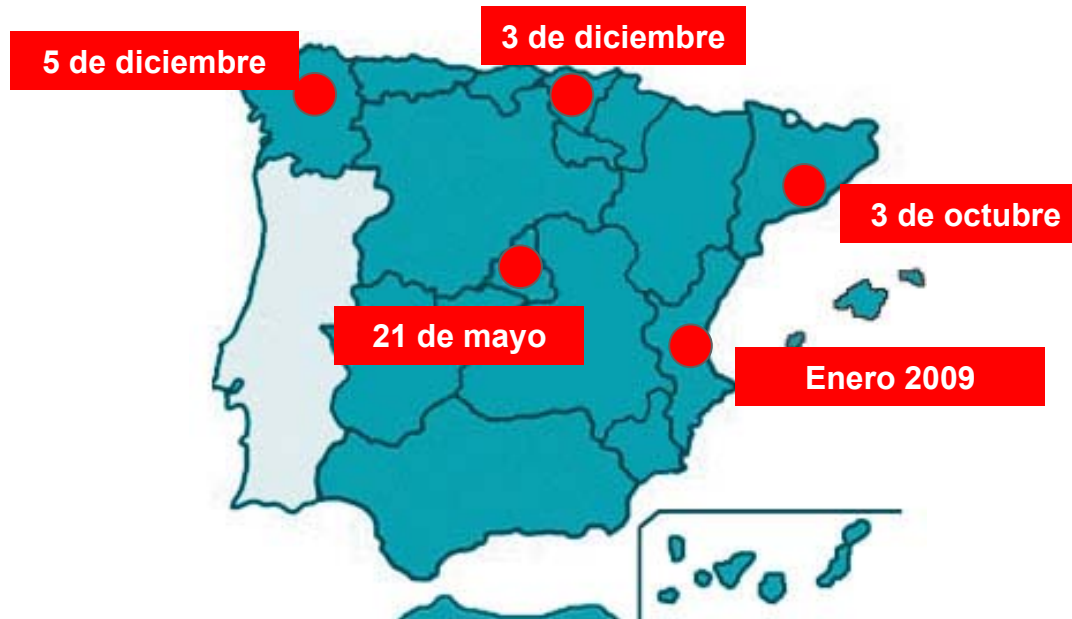 3 de diciembre
5 de diciembre
3 de octubre
21 de mayo
Enero 2009